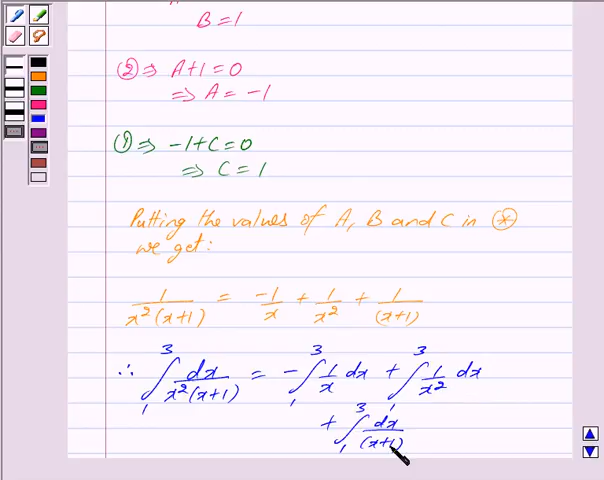 B = 1
② ⇒ A + 1 = 0
⇒ A = -1
① ⇒ -1 + C = 0
⇒ C = 1
Putting the values of A, B and C in ⊛
we get:
1/(x²(x+1)) = -1/x + 1/x² + 1/(x+1)
∴ ∫₁³ dx/(x²(x+1)) = -∫₁³ 1/x dx + ∫₁³ 1/x² dx
+ ∫₁³ dx/(x+1)